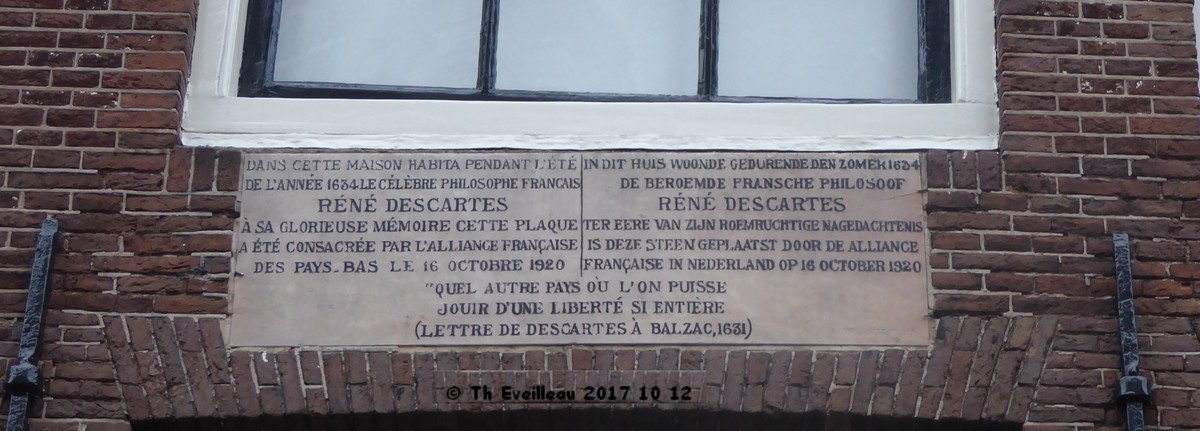 DANS CETTE MAISON HABITA PENDANT L'ÉTÉ
DE L'ANNÉE 1634 LE CÉLÈBRE PHILOSOPHE FRANCAIS
RÉNÉ DESCARTES
À SA GLORIEUSE MÉMOIRE CETTE PLAQUE
A ÉTÉ CONSACRÉE PAR L'ALLIANCE FRANÇAISE
DES PAYS-BAS LE 16 OCTOBRE 1920
IN DIT HUIS WOONDE GEDURENDE DEN ZOMER 1634
DE BEROEMDE FRANSCHE PHILOSOOF
RÉNÉ DESCARTES
TER EERE VAN ZIJN ROEMRUCHTIGE NAGEDACHTENIS
IS DEZE STEEN GEPLAATST DOOR DE ALLIANCE
FRANÇAISE IN NEDERLAND OP 16 OCTOBER 1920
"QUEL AUTRE PAYS OÙ L'ON PUISSE
JOUIR D'UNE LIBERTÉ SI ENTIÈRE
(LETTRE DE DESCARTES À BALZAC, 1631)
© Th Eveilleau 2017 10 12